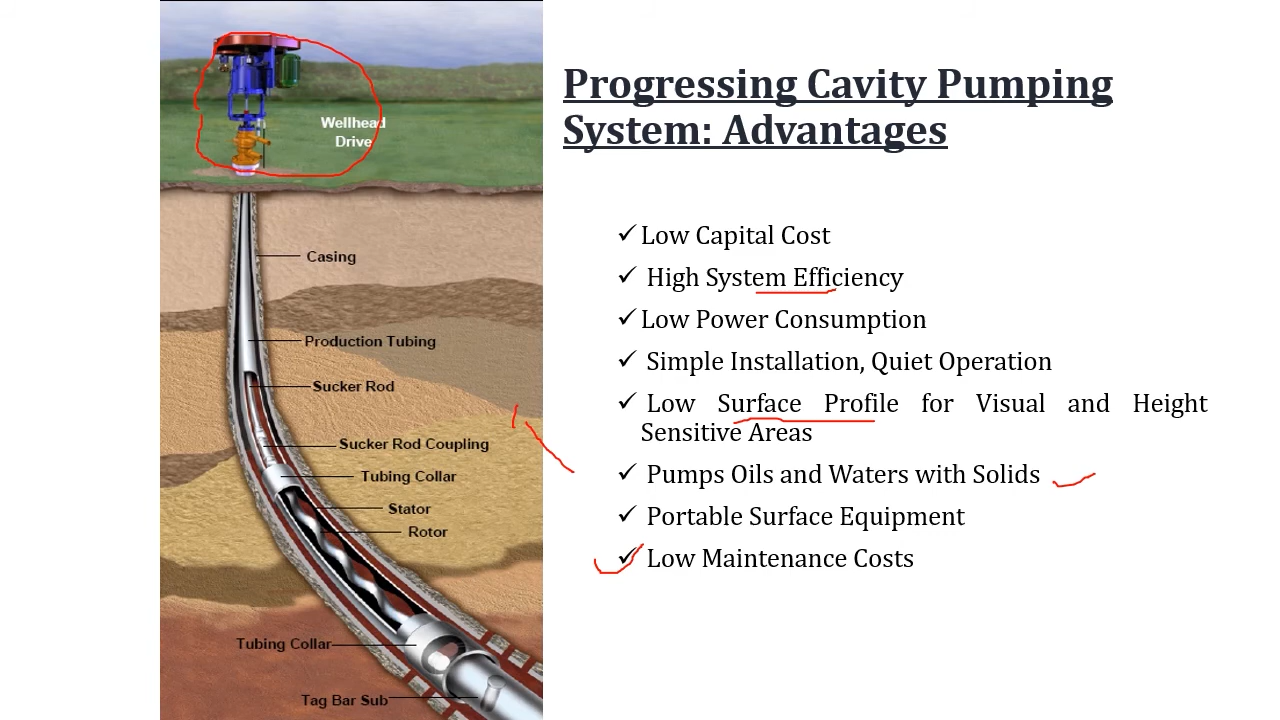 Progressing Cavity Pumping
System: Advantages
Wellhead
Drive
Casing
Production Tubing
Sucker Rod
Sucker Rod Coupling
Tubing Collar
Stator
Rotor
Tubing Collar
Tag Bar Sub
✓ Low Capital Cost
✓ High System Efficiency
✓ Low Power Consumption
✓ Simple Installation, Quiet Operation
✓ Low Surface Profile for Visual and Height
Sensitive Areas
✓ Pumps Oils and Waters with Solids
✓ Portable Surface Equipment
✓ Low Maintenance Costs